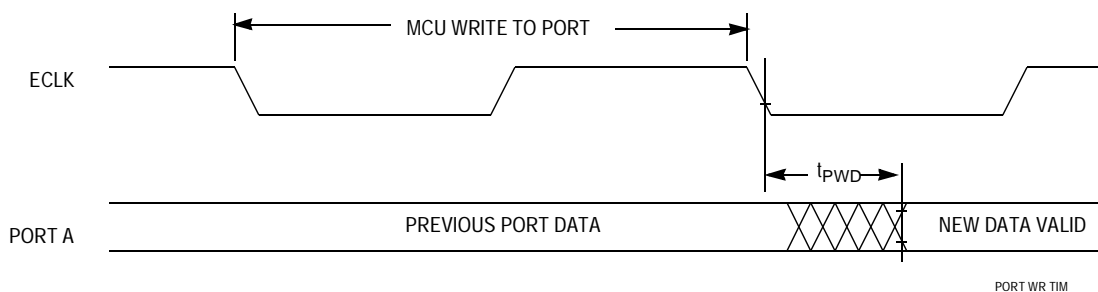 MCU WRITE TO PORT
ECLK
tPWD
PORT A
PREVIOUS PORT DATA
NEW DATA VALID
PORT WR TIM